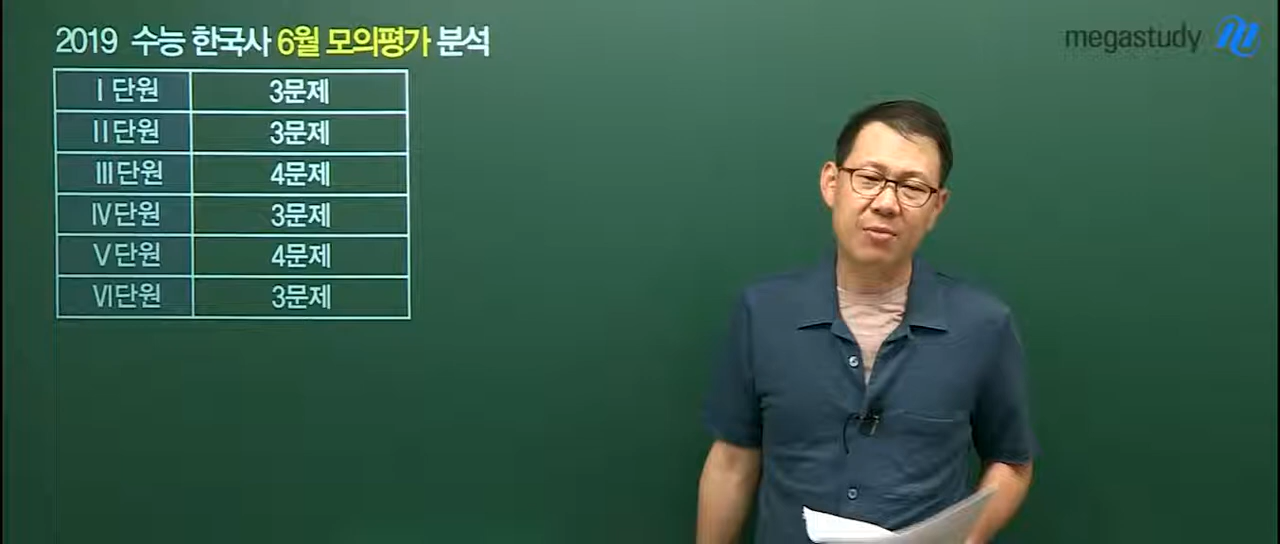 2019 수능 한국사 6월 모의평가 분석
megastudy
Ⅰ단원 3문제
Ⅱ단원 3문제
Ⅲ단원 4문제
Ⅳ단원 3문제
Ⅴ단원 4문제
Ⅵ단원 3문제